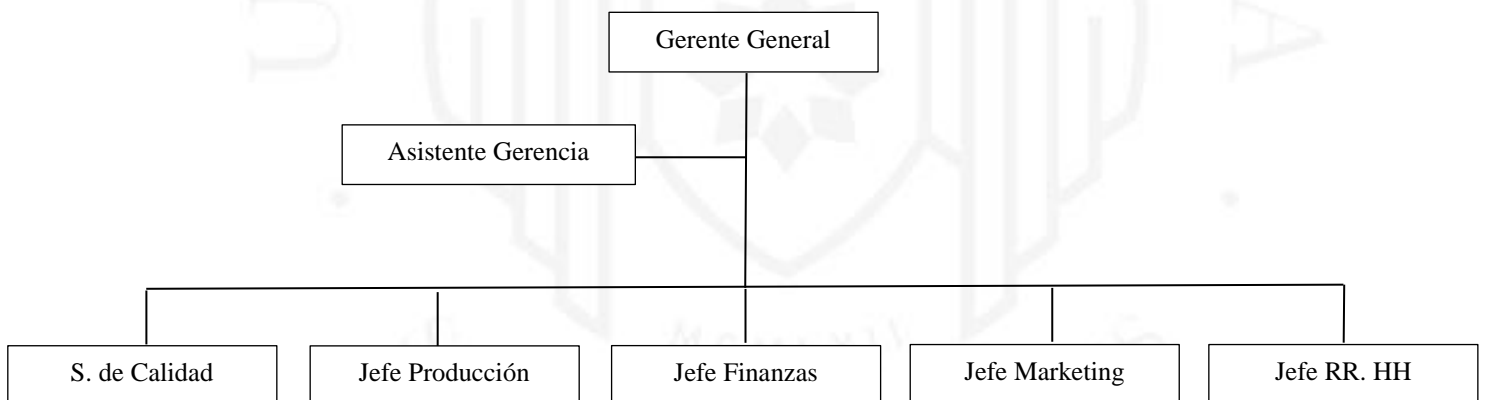 Gerente General
Asistente Gerencia
S. de Calidad
Jefe Producción
Jefe Finanzas
Jefe Marketing
Jefe RR. HH